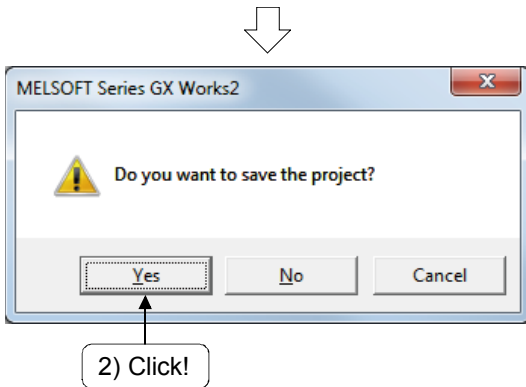 MELSOFT Series GX Works2
Do you want to save the project?
Yes No Cancel
2) Click!